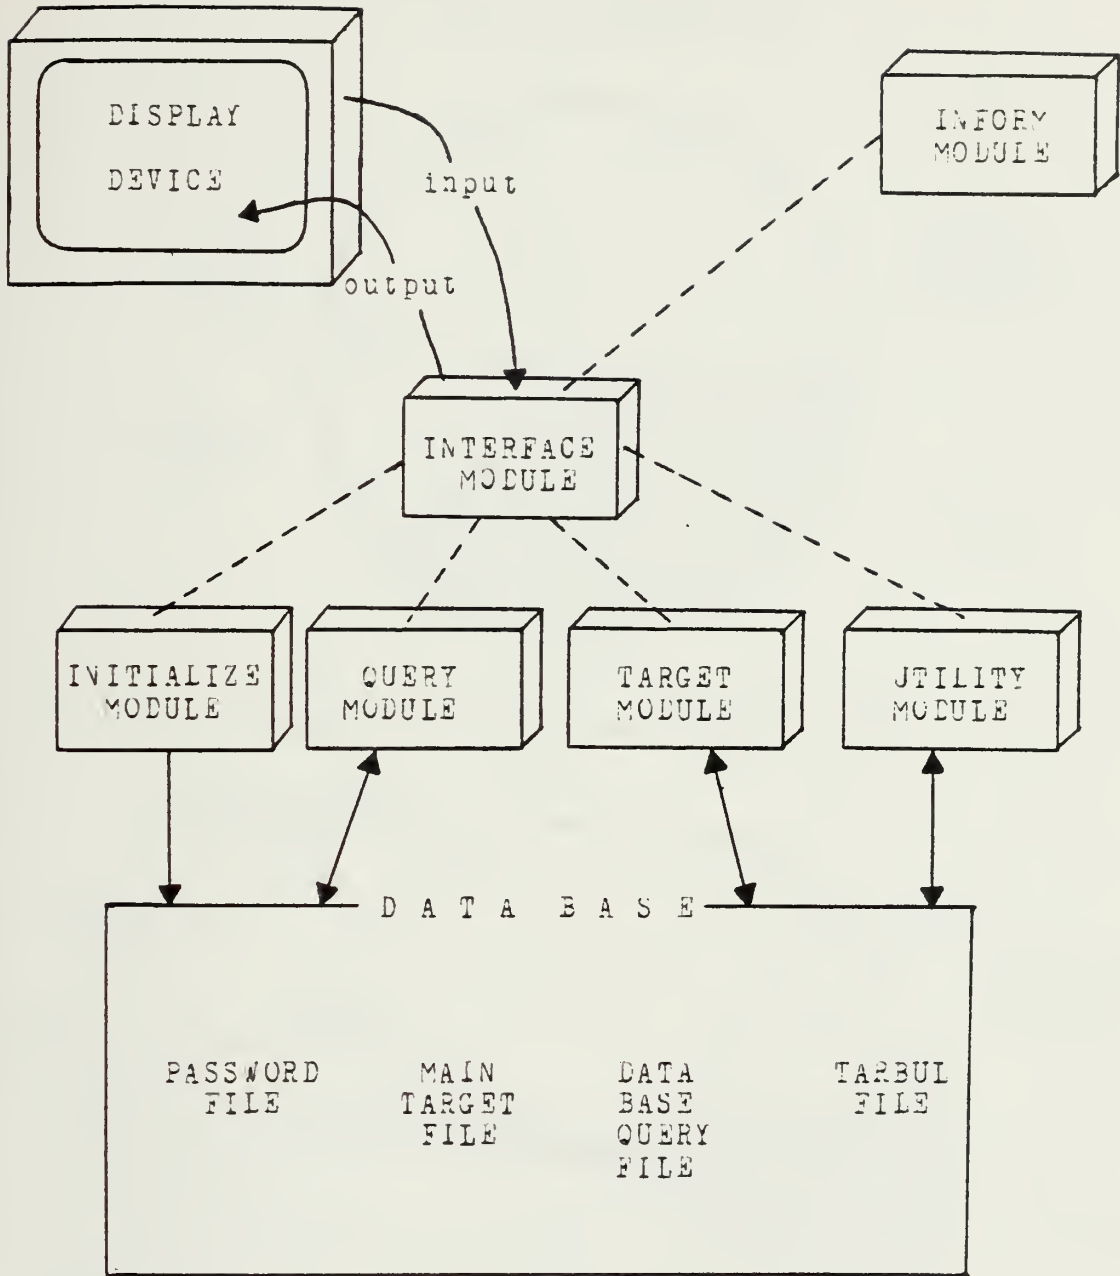 DISPLAY
DEVICE
input
output
INFORM
MODULE
INTERFACE
MODULE
INITIALIZE
MODULE
QUERY
MODULE
TARGET
MODULE
UTILITY
MODULE
DATA BASE
PASSWORD
FILE
MAIN
TARGET
FILE
DATA
BASE
QUERY
FILE
TARBUL
FILE